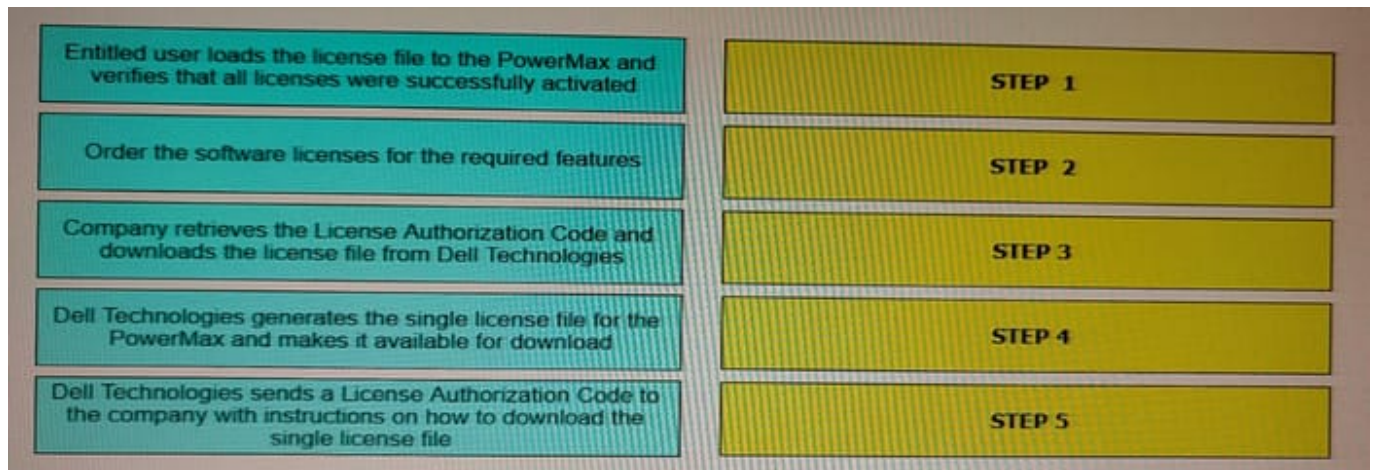 Entitled user loads the license file to the PowerMax and
verifies that all licenses were successfully activated
STEP 1
Order the software licenses for the required features
STEP 2
Company retrieves the License Authorization Code and
downloads the license file from Dell Technologies
STEP 3
Dell Technologies generates the single license file for the
PowerMax and makes it available for download
STEP 4
Dell Technologies sends a License Authorization Code to
the company with instructions on how to download the
single license file
STEP 5